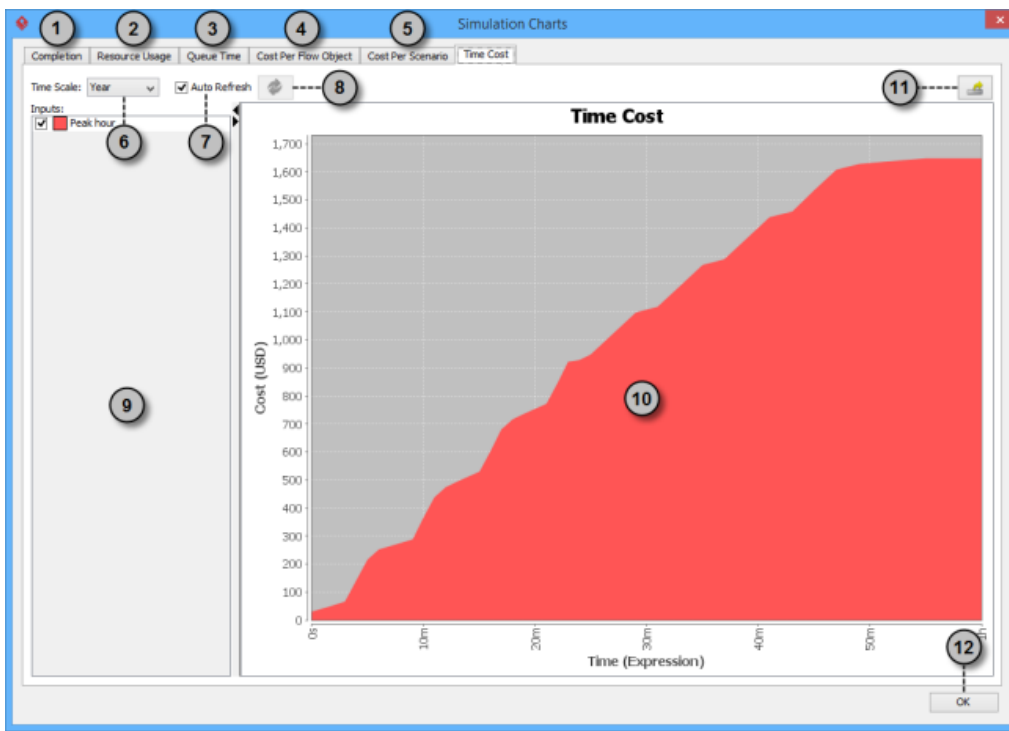 Simulation Charts
1 2 3 4 5
Completion Resource Usage Queue Time Cost Per Flow Object Cost Per Scenario Time Cost
Time Scale: Year Auto Refresh 8 11
Inputs:
Peak hour
6 7
Time Cost
1,700
1,600
1,500
1,400
1,300
1,200
1,100
1,000
900
800
700
600
500
400
300
200
100
0
Cost (USD)
9
10
0s 10m 20m 30m 40m 50m 1h
Time (Expression)
12
OK